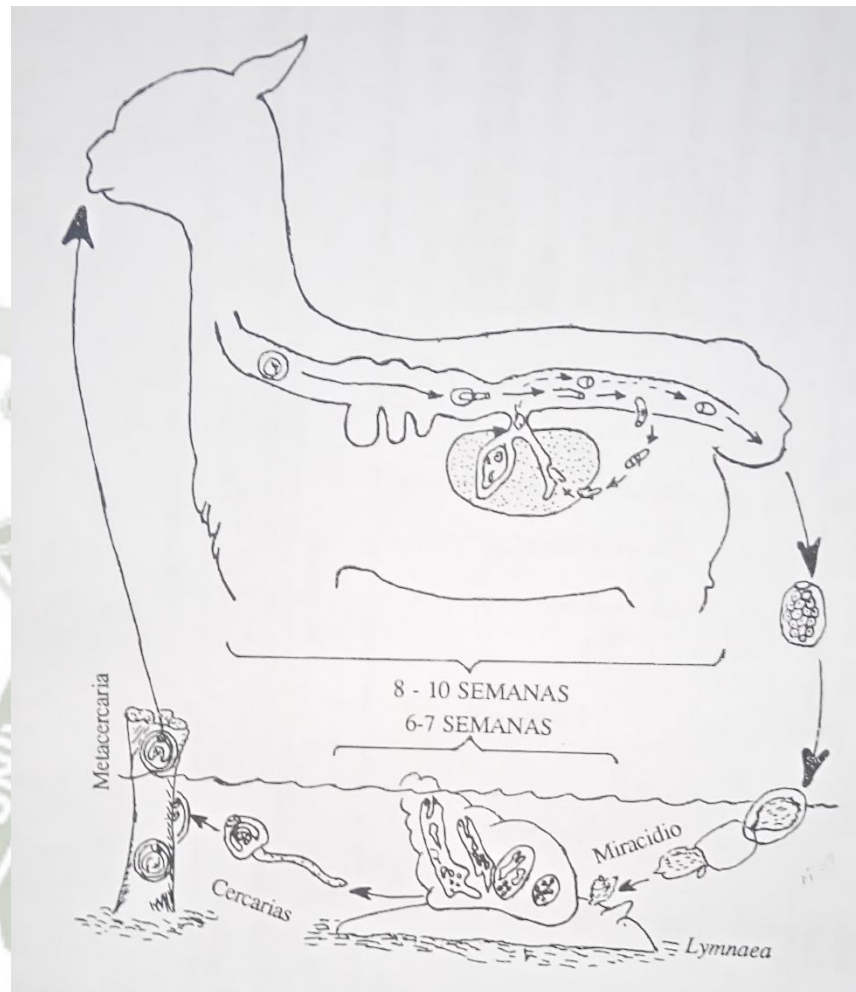 8 - 10 SEMANAS
6-7 SEMANAS
Metacercaria
Miracidio
Cercarias
Lymnaea